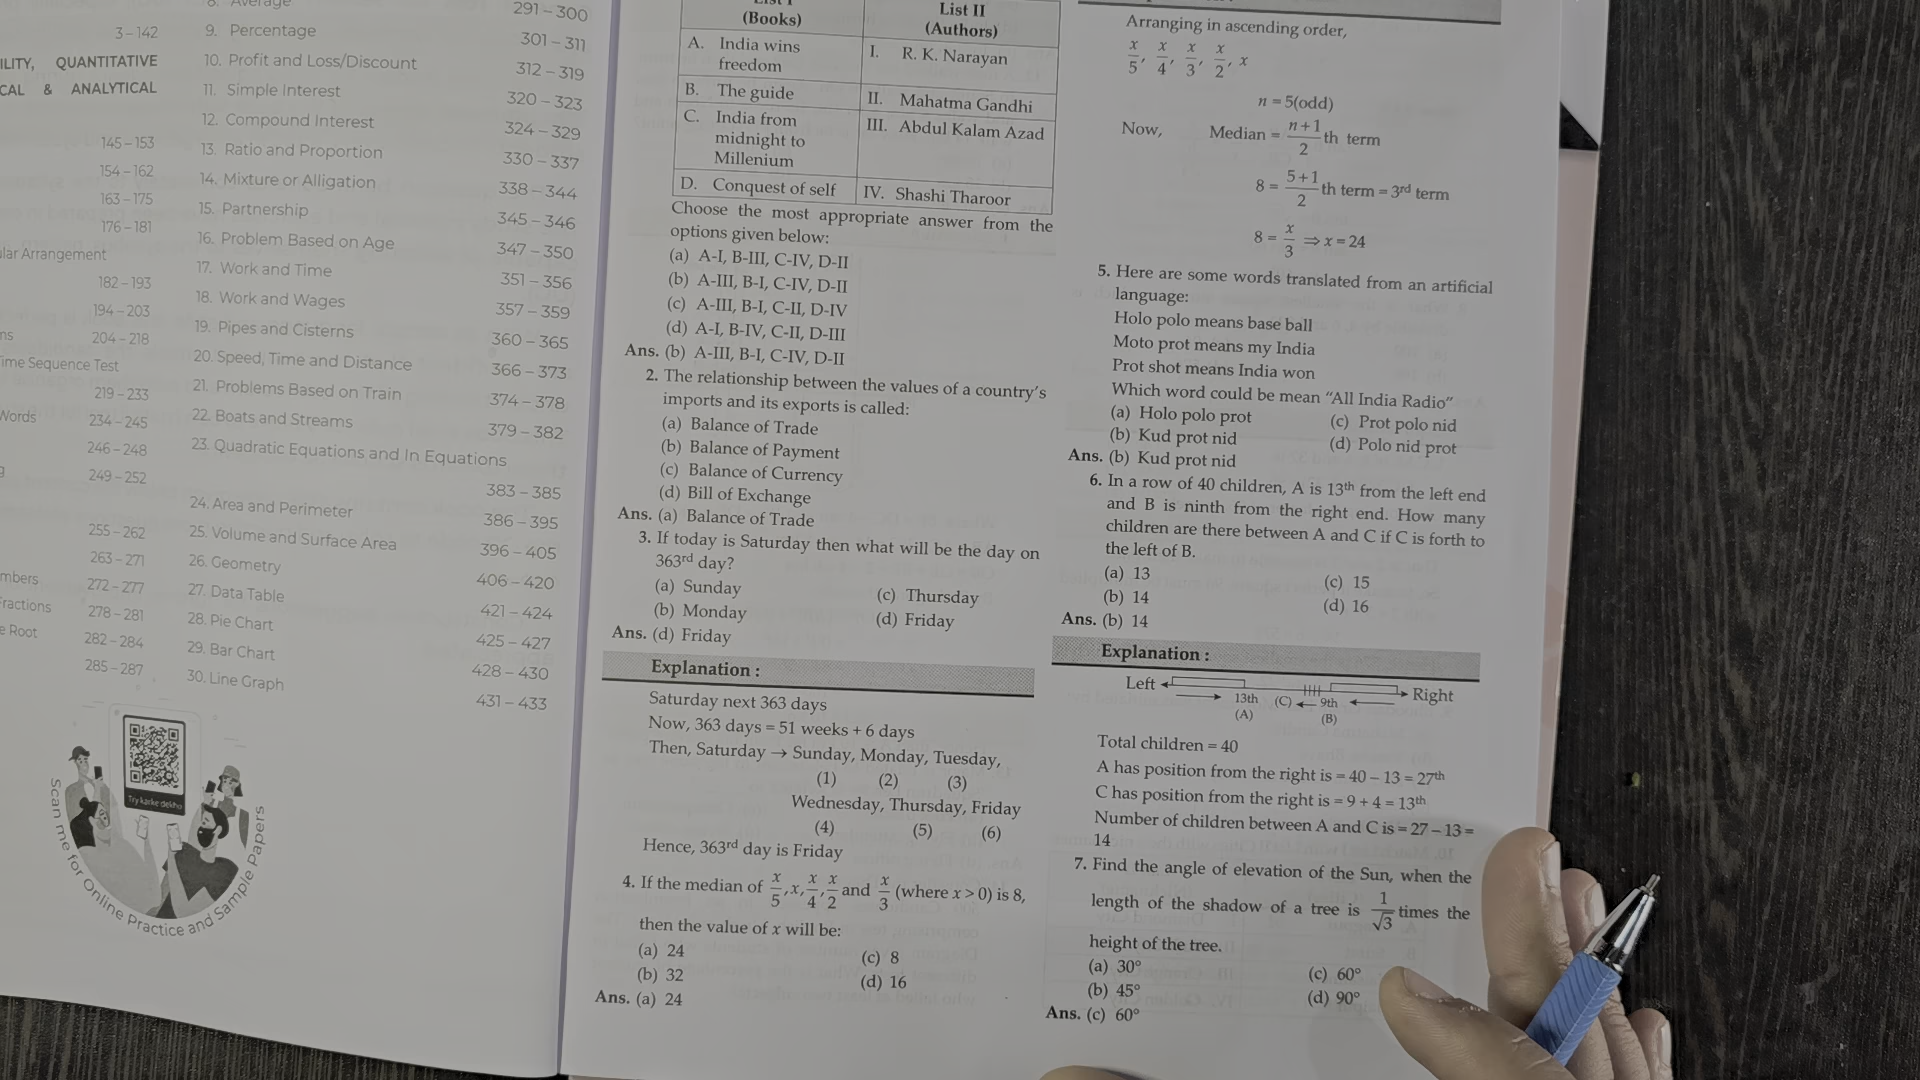 3 – 142
ILITY, QUANTITATIVE
CAL & ANALYTICAL
145 – 153
154 – 162
163 – 175
176 – 181
ular Arrangement
182 – 193
194 – 203
ns 204 – 218
Time Sequence Test
219 – 233
Words 234 – 245
246 – 248
g 249 – 252
255 – 262
263 – 271
mbers 272 – 277
Fractions 278 – 281
e Root 282 – 284
285 – 287
8. Average 291 – 300
9. Percentage 301 – 311
10. Profit and Loss/Discount 312 – 319
11. Simple Interest 320 – 323
12. Compound Interest 324 – 329
13. Ratio and Proportion 330 – 337
14. Mixture or Alligation 338 – 344
15. Partnership 345 – 346
16. Problem Based on Age 347 – 350
17. Work and Time 351 – 356
18. Work and Wages 357 – 359
19. Pipes and Cisterns 360 – 365
20. Speed, Time and Distance 366 – 373
21. Problems Based on Train 374 – 378
22. Boats and Streams 379 – 382
23. Quadratic Equations and In Equations
383 – 385
24. Area and Perimeter 386 – 395
25. Volume and Surface Area 396 – 405
26. Geometry 406 – 420
27. Data Table 421 – 424
28. Pie Chart 425 – 427
29. Bar Chart 428 – 430
30. Line Graph 431 – 433
Try karke dekho
Scan me for Online Practice and Sample Papers
List I (Books) List II (Authors)
A. India wins freedom I. R. K. Narayan
B. The guide II. Mahatma Gandhi
C. India from midnight to Millenium III. Abdul Kalam Azad
D. Conquest of self IV. Shashi Tharoor
Choose the most appropriate answer from the
options given below:
(a) A-I, B-III, C-IV, D-II
(b) A-III, B-I, C-IV, D-II
(c) A-III, B-I, C-II, D-IV
(d) A-I, B-IV, C-II, D-III
Ans. (b) A-III, B-I, C-IV, D-II
2. The relationship between the values of a country's
imports and its exports is called:
(a) Balance of Trade
(b) Balance of Payment
(c) Balance of Currency
(d) Bill of Exchange
Ans. (a) Balance of Trade
3. If today is Saturday then what will be the day on
363rd day?
(a) Sunday (c) Thursday
(b) Monday (d) Friday
Ans. (d) Friday
Explanation :
Saturday next 363 days
Now, 363 days = 51 weeks + 6 days
Then, Saturday → Sunday, Monday, Tuesday,
(1) (2) (3)
Wednesday, Thursday, Friday
(4) (5) (6)
Hence, 363rd day is Friday
4. If the median of x/5, x, x/4, x/2 and x/3 (where x > 0) is 8,
then the value of x will be:
(a) 24 (c) 8
(b) 32 (d) 16
Ans. (a) 24
Arranging in ascending order,
x/5, x/4, x/3, x/2, x
n = 5(odd)
Now, Median = n+1/2 th term
8 = 5+1/2 th term = 3rd term
8 = x/3 ⇒ x = 24
5. Here are some words translated from an artificial
language:
Holo polo means base ball
Moto prot means my India
Prot shot means India won
Which word could be mean “All India Radio”
(a) Holo polo prot (c) Prot polo nid
(b) Kud prot nid (d) Polo nid prot
Ans. (b) Kud prot nid
6. In a row of 40 children, A is 13th from the left end
and B is ninth from the right end. How many
children are there between A and C if C is forth to
the left of B.
(a) 13 (c) 15
(b) 14 (d) 16
Ans. (b) 14
Explanation :
Left Right
13th (C) 9th
(A) (B)
Total children = 40
A has position from the right is = 40 – 13 = 27th
C has position from the right is = 9 + 4 = 13th
Number of children between A and C is = 27 – 13 =
14
7. Find the angle of elevation of the Sun, when the
length of the shadow of a tree is 1/√3 times the
height of the tree.
(a) 30° (c) 60°
(b) 45° (d) 90°
Ans. (c) 60°